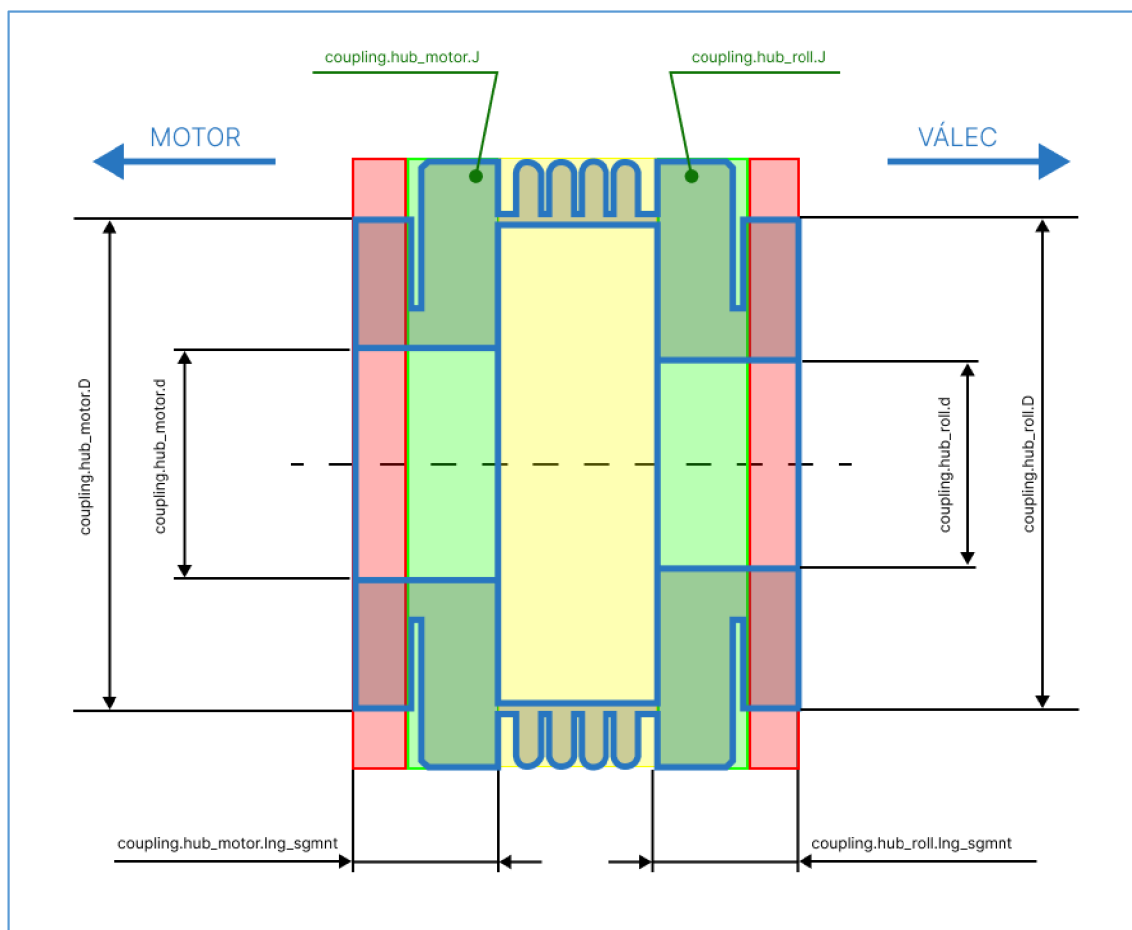 coupling.hub_motor.J
coupling.hub_roll.J
MOTOR
VÁLEC
coupling.hub_motor.D
coupling.hub_motor.d
coupling.hub_roll.d
coupling.hub_roll.D
coupling.hub_motor.lng_sgmnt
coupling.hub_roll.lng_sgmnt